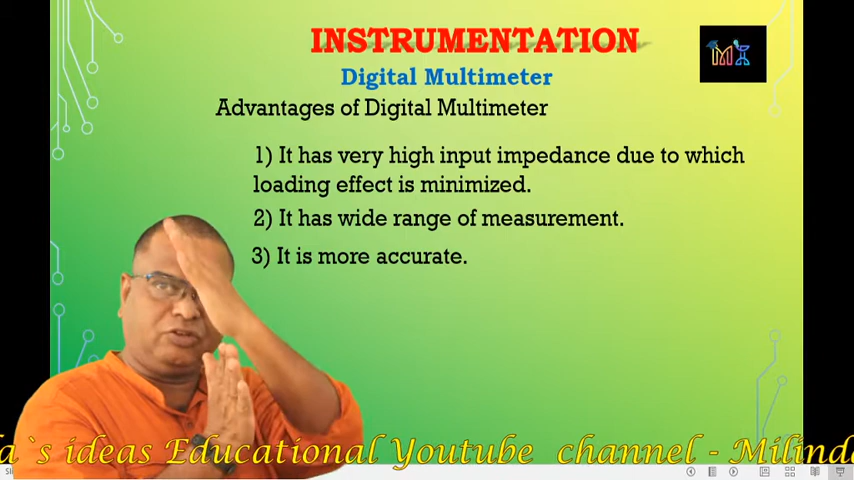 INSTRUMENTATION
Digital Multimeter
Advantages of Digital Multimeter
1) It has very high input impedance due to which
loading effect is minimized.
2) It has wide range of measurement.
3) It is more accurate.
a`s ideas Educational Youtube channel - Milind